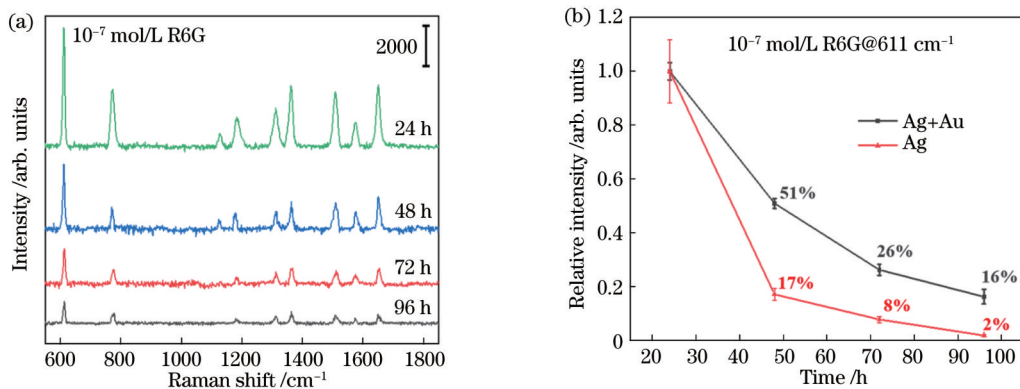 (a)
10⁻⁷ mol/L R6G
2000
24 h
48 h
72 h
96 h
Intensity /arb. units
600 800 1000 1200 1400 1600 1800
Raman shift /cm⁻¹
(b)
10⁻⁷ mol/L R6G@611 cm⁻¹
Ag+Au
Ag
51%
26%
16%
17%
8%
2%
Relative intensity /arb. units
1.2
1.0
0.8
0.6
0.4
0.2
0
20 30 40 50 60 70 80 90 100
Time /h